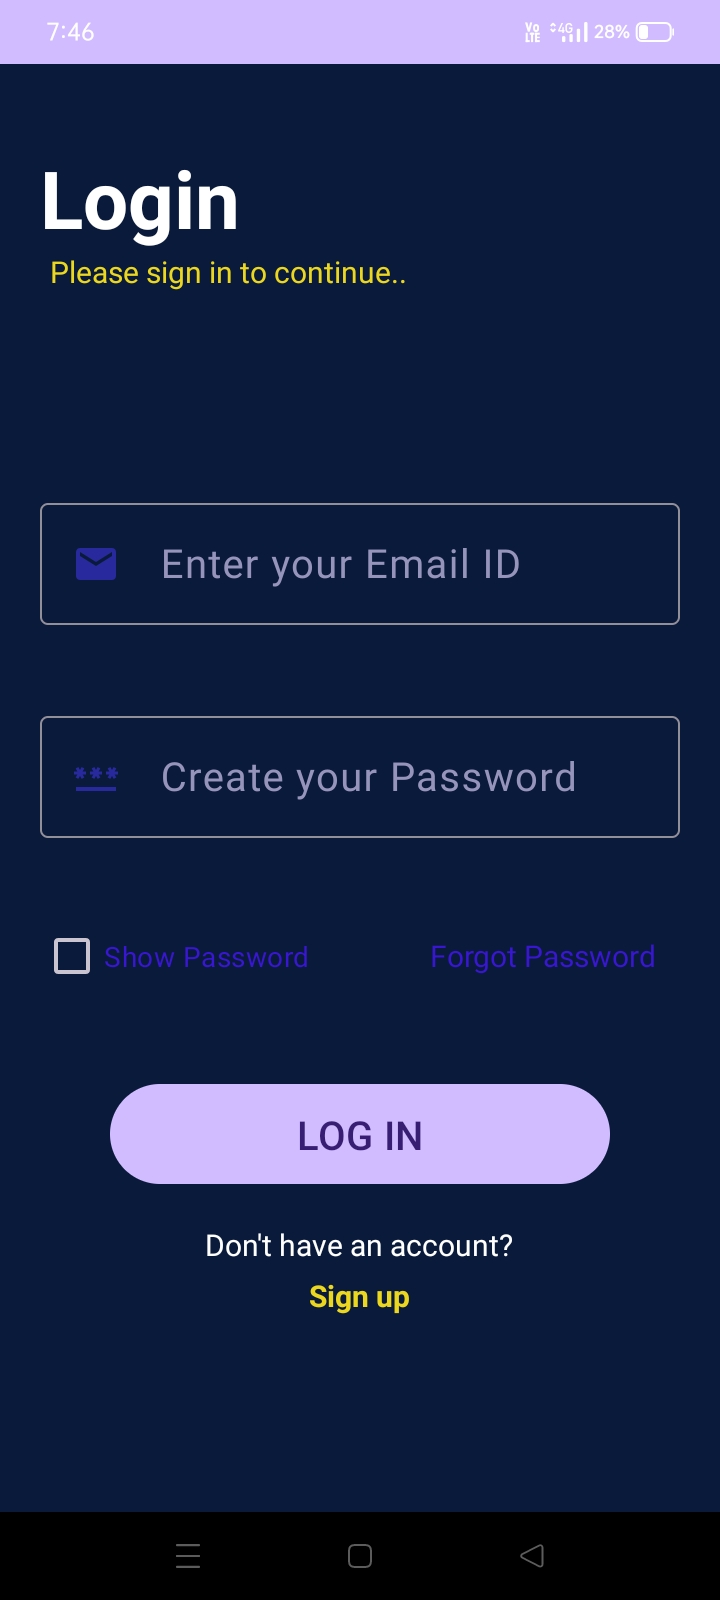 7:46
Vo LTE 4G 28%
Login
Please sign in to continue..
Enter your Email ID
*** Create your Password
Show Password Forgot Password
LOG IN
Don't have an account?
Sign up